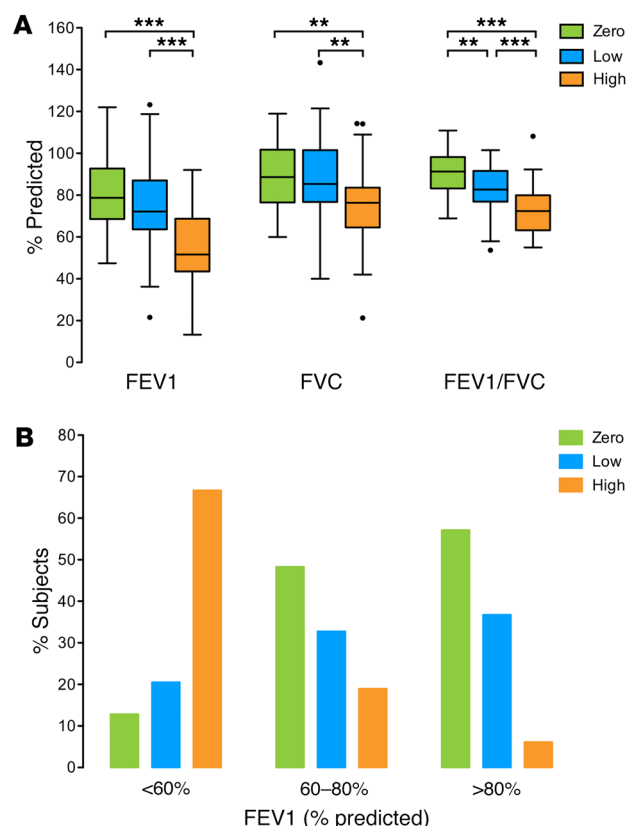 A
160
140
120
100
80
60
40
20
0
% Predicted
***
***
**
**
***
**
***
Zero
Low
High
FEV1
FVC
FEV1/FVC
B
80
70
60
50
40
30
20
10
0
% Subjects
Zero
Low
High
<60%
60–80%
>80%
FEV1 (% predicted)